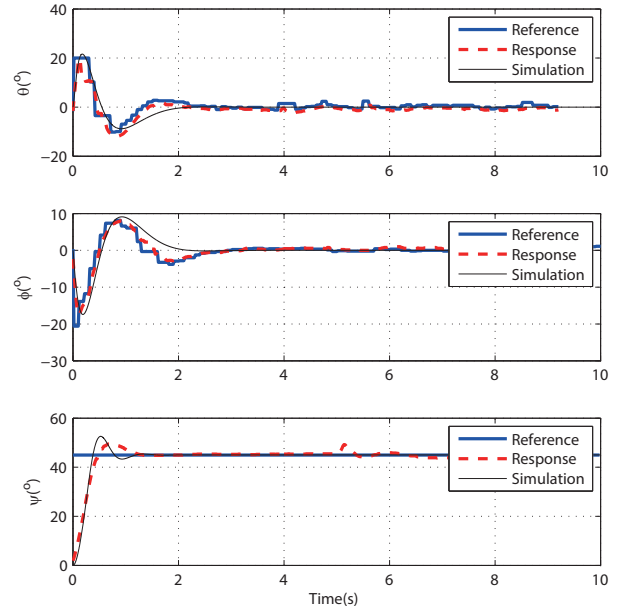 40
20
0
−20
0
2
4
6
8
10
θ(°)
Reference
Response
Simulation
10
0
−10
−20
−30
0
2
4
6
8
10
ϕ(°)
Reference
Response
Simulation
60
40
20
0
0
2
4
6
8
10
ψ(°)
Time(s)
Reference
Response
Simulation